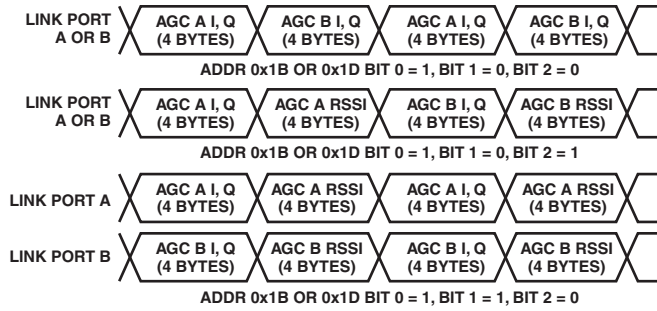 LINK PORT A OR B
AGC A I, Q (4 BYTES)
AGC B I, Q (4 BYTES)
AGC A I, Q (4 BYTES)
AGC B I, Q (4 BYTES)
ADDR 0x1B OR 0x1D BIT 0 = 1, BIT 1 = 0, BIT 2 = 0
LINK PORT A OR B
AGC A I, Q (4 BYTES)
AGC A RSSI (4 BYTES)
AGC B I, Q (4 BYTES)
AGC B RSSI (4 BYTES)
ADDR 0x1B OR 0x1D BIT 0 = 1, BIT 1 = 0, BIT 2 = 1
LINK PORT A
AGC A I, Q (4 BYTES)
AGC A RSSI (4 BYTES)
AGC A I, Q (4 BYTES)
AGC A RSSI (4 BYTES)
LINK PORT B
AGC B I, Q (4 BYTES)
AGC B RSSI (4 BYTES)
AGC B I, Q (4 BYTES)
AGC B RSSI (4 BYTES)
ADDR 0x1B OR 0x1D BIT 0 = 1, BIT 1 = 1, BIT 2 = 0